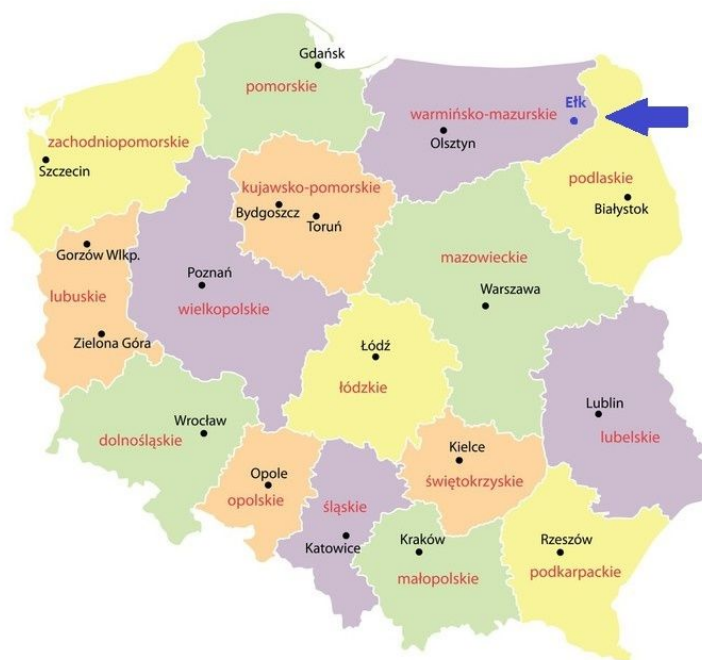 Gdańsk
pomorskie
Ełk
warmińsko-mazurskie
Olsztyn
zachodniopomorskie
Szczecin
kujawsko-pomorskie
Bydgoszcz
Toruń
podlaskie
Białystok
Gorzów Wlkp.
lubuskie
Zielona Góra
Poznań
wielkopolskie
mazowieckie
Warszawa
Łódź
łódzkie
Lublin
lubelskie
Wrocław
dolnośląskie
Opole
opolskie
śląskie
Katowice
Kielce
świętokrzyskie
Kraków
małopolskie
Rzeszów
podkarpackie